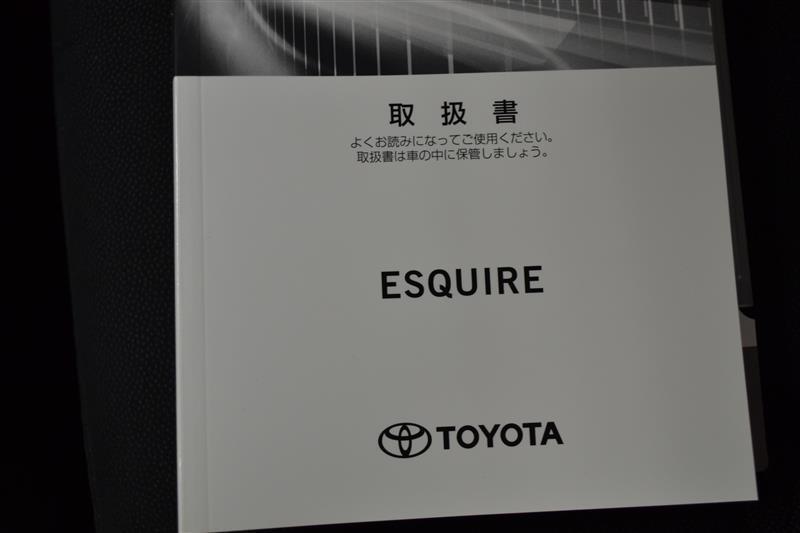 取扱書
よくお読みになってご使用ください。
取扱書は車の中に保管しましょう。
ESQUIRE
TOYOTA